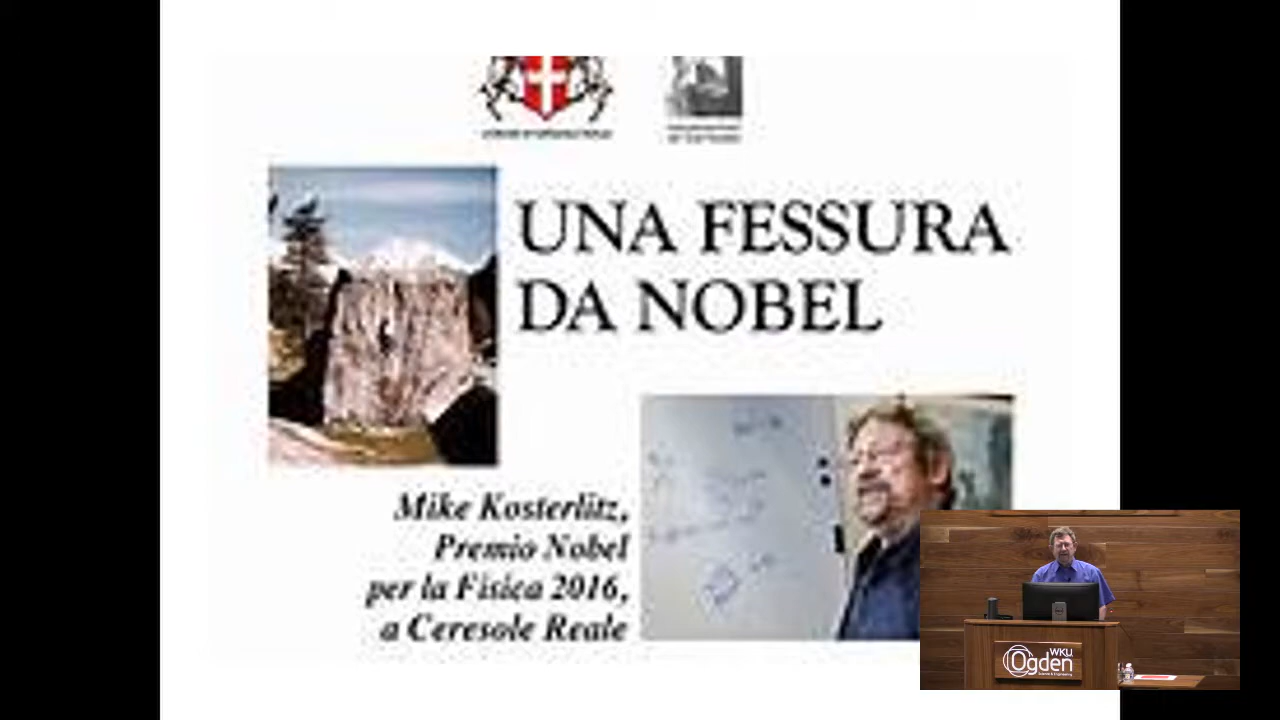 UNA FESSURA
DA NOBEL
Mike Kosterlitz,
Premio Nobel
per la Fisica 2016,
a Ceresole Reale
WKU
Ogden